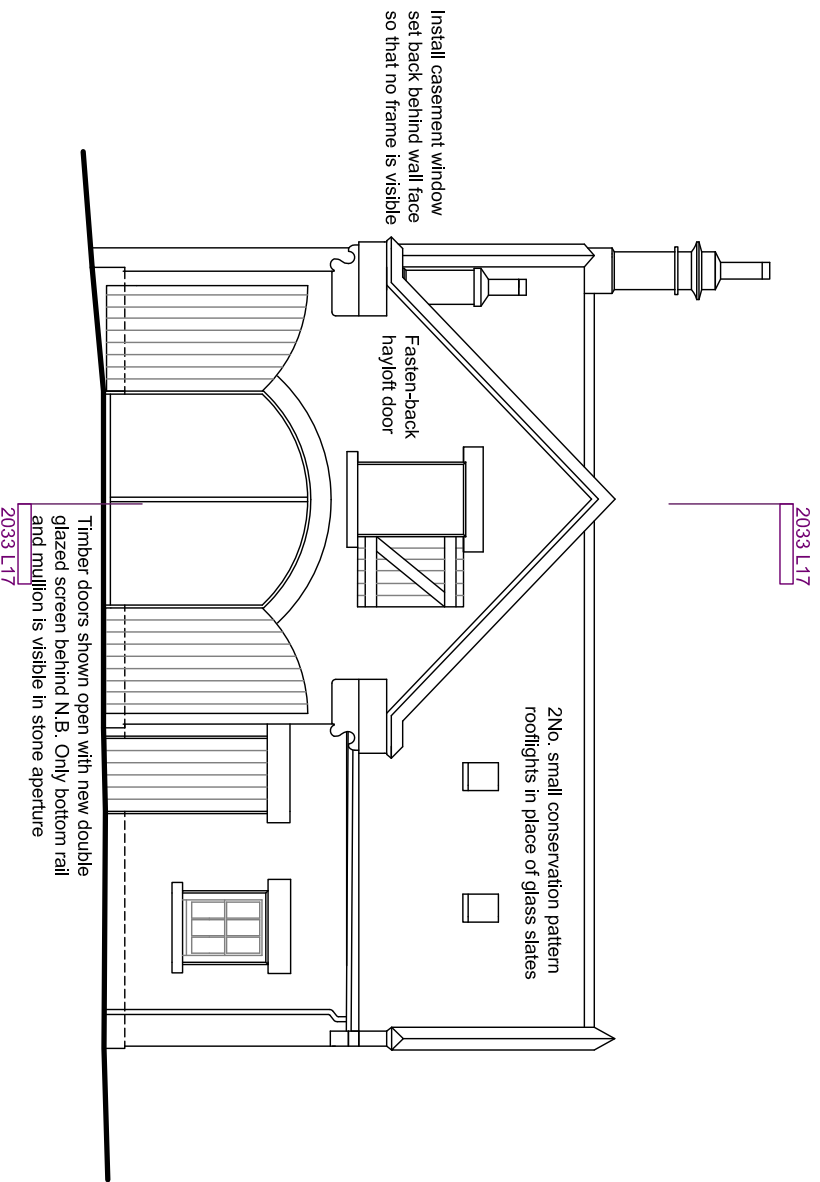 2033 L17
Install casement window
set back behind wall face
so that no frame is visible
Fasten-back
hayloft door
2No. small conservation pattern
rooflights in place of glass slates
Timber doors shown open with new double
glazed screen behind N.B. Only bottom rail
and mullion is visible in stone aperture
2033 L17